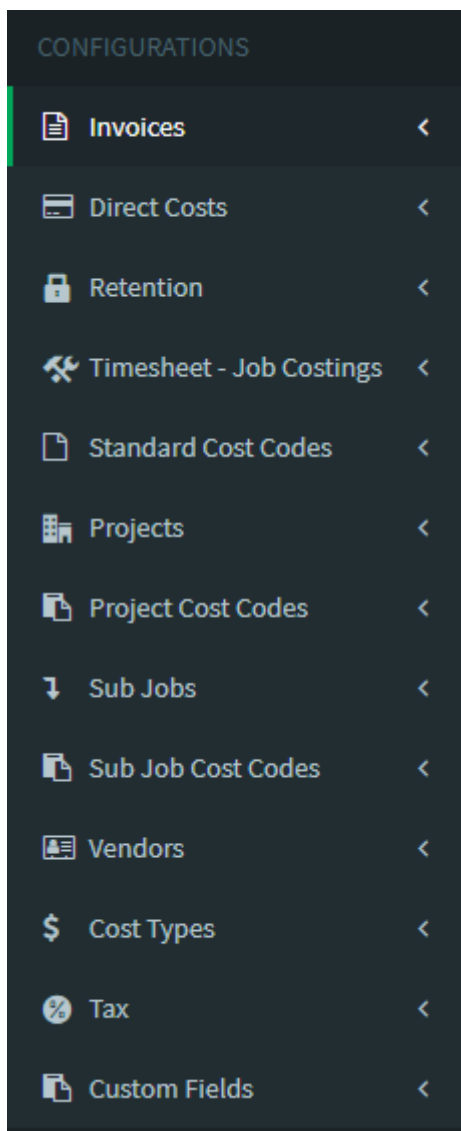 CONFIGURATIONS
Invoices
Direct Costs
Retention
Timesheet - Job Costings
Standard Cost Codes
Projects
Project Cost Codes
Sub Jobs
Sub Job Cost Codes
Vendors
Cost Types
Tax
Custom Fields